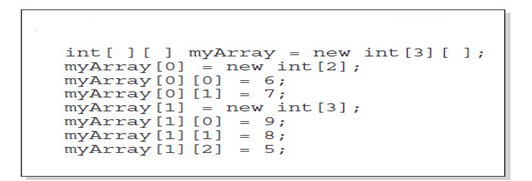 int[ ][ ] myArray = new int[3][ ];
myArray[0] = new int[2];
myArray[0][0] = 6;
myArray[0][1] = 7;
myArray[1] = new int[3];
myArray[1][0] = 9;
myArray[1][1] = 8;
myArray[1][2] = 5;